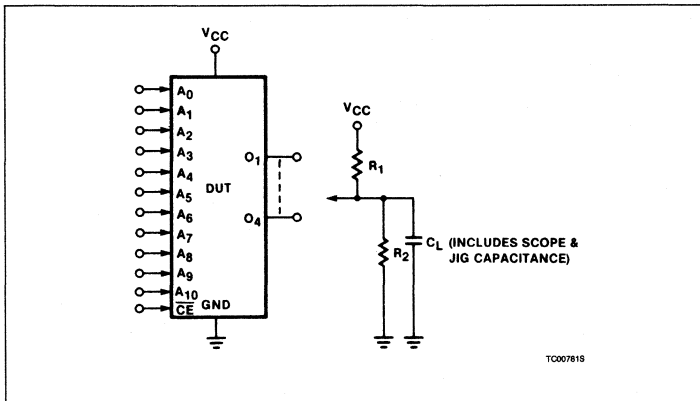 VCC
A0
A1
A2
A3
A4
A5
A6
A7
A8
A9
A10
CE GND
DUT
O1
O4
VCC
R1
R2
CL (INCLUDES SCOPE &
JIG CAPACITANCE)
TC00781S